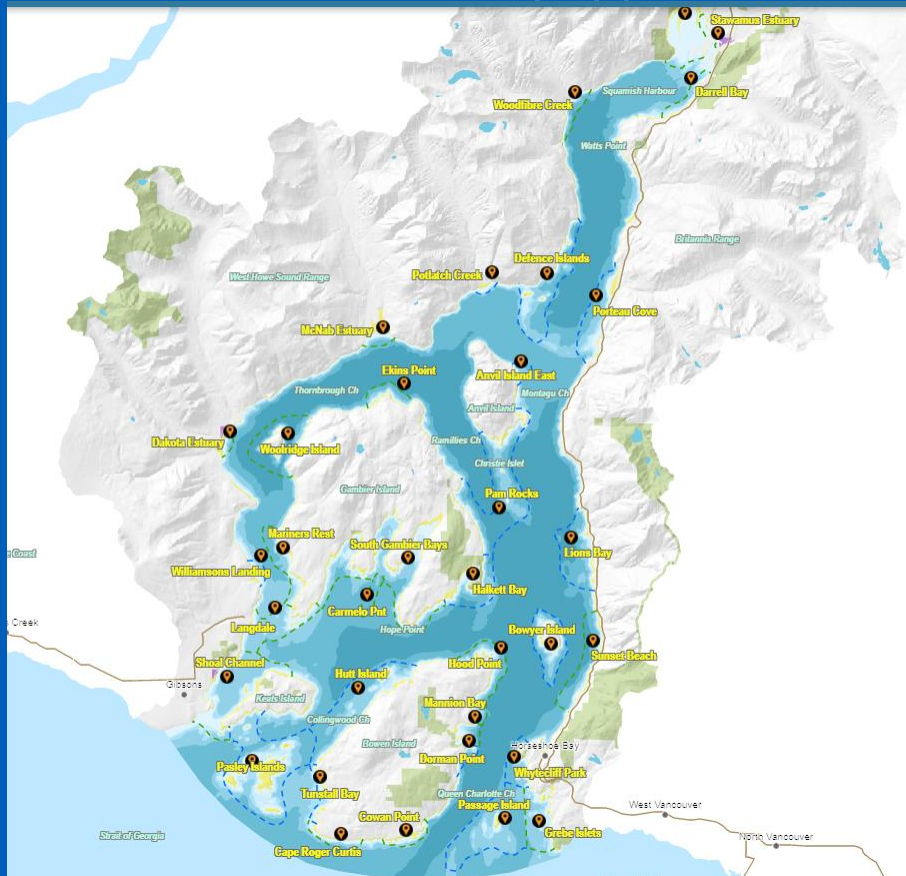 Stawamus Estuary
Squamish Harbour
Darrell Bay
Woodfibre Creek
Watts Point
Britannia Range
Defence Islands
Potlatch Creek
West Howe Sound Range
Porteau Cove
McNab Estuary
Ekins Point
Anvil Island East
Thornbrough Ch
Montagu Ch
Anvil Island
Dakota Estuary
Woolridge Island
Ramillies Ch
Christie Islet
Gambier Island
Pam Rocks
Mariners Rest
South Gambier Bays
Lions Bay
e Coast
Williamsons Landing
Halkett Bay
Carmelo Pnt
Creek
Langdale
Hope Point
Bowyer Island
Sunset Beach
Shoal Channel
Hood Point
Hutt Island
Gibsons
Keats Island
Mannion Bay
Collingwood Ch
Bowen Island
Horseshoe Bay
Dorman Point
Pasley Islands
Whytecliff Park
Tunstall Bay
Queen Charlotte Ch
Passage Island
West Vancouver
Cowan Point
Grebe Islets
Strait of Georgia
North Vancouver
Cape Roger Curtis